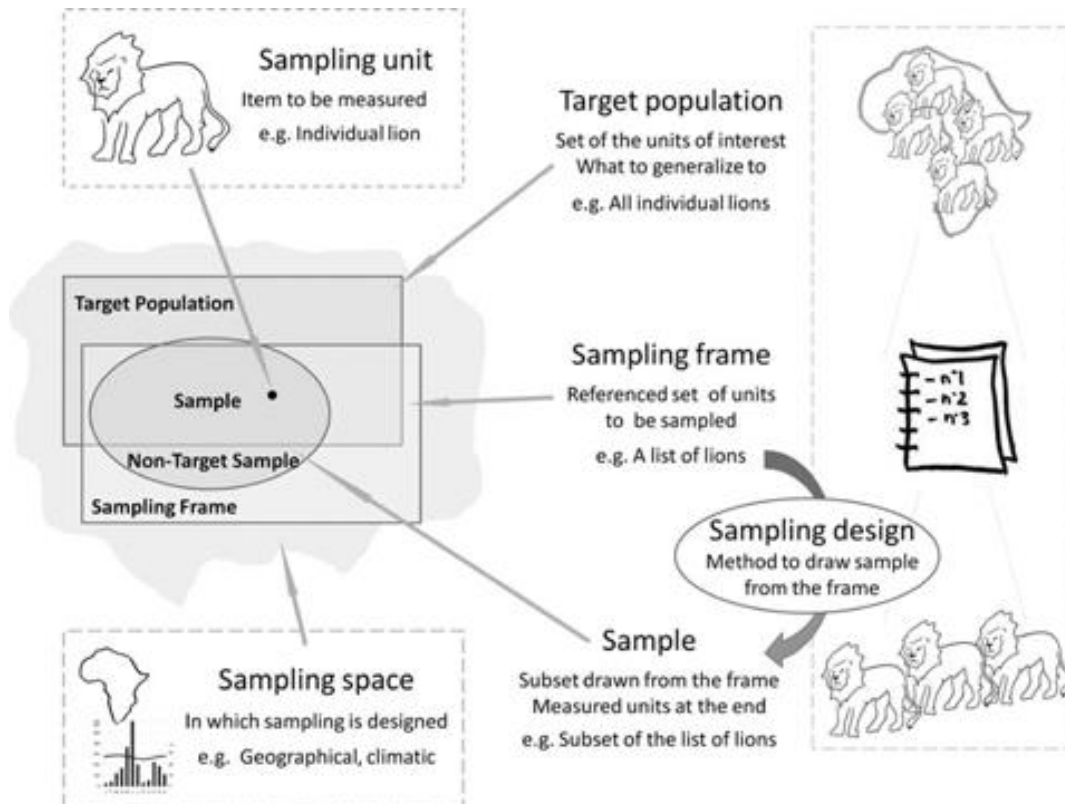 Sampling unit
Item to be measured
e.g. Individual lion
Target population
Set of the units of interest
What to generalize to
e.g. All individual lions
Target Population
Sample
Non-Target Sample
Sampling Frame
Sampling frame
Referenced set of units
to be sampled
e.g. A list of lions
- n°1
- n°2
- n°3
Sampling design
Method to draw sample
from the frame
Sample
Subset drawn from the frame
Measured units at the end
e.g. Subset of the list of lions
Sampling space
In which sampling is designed
e.g. Geographical, climatic